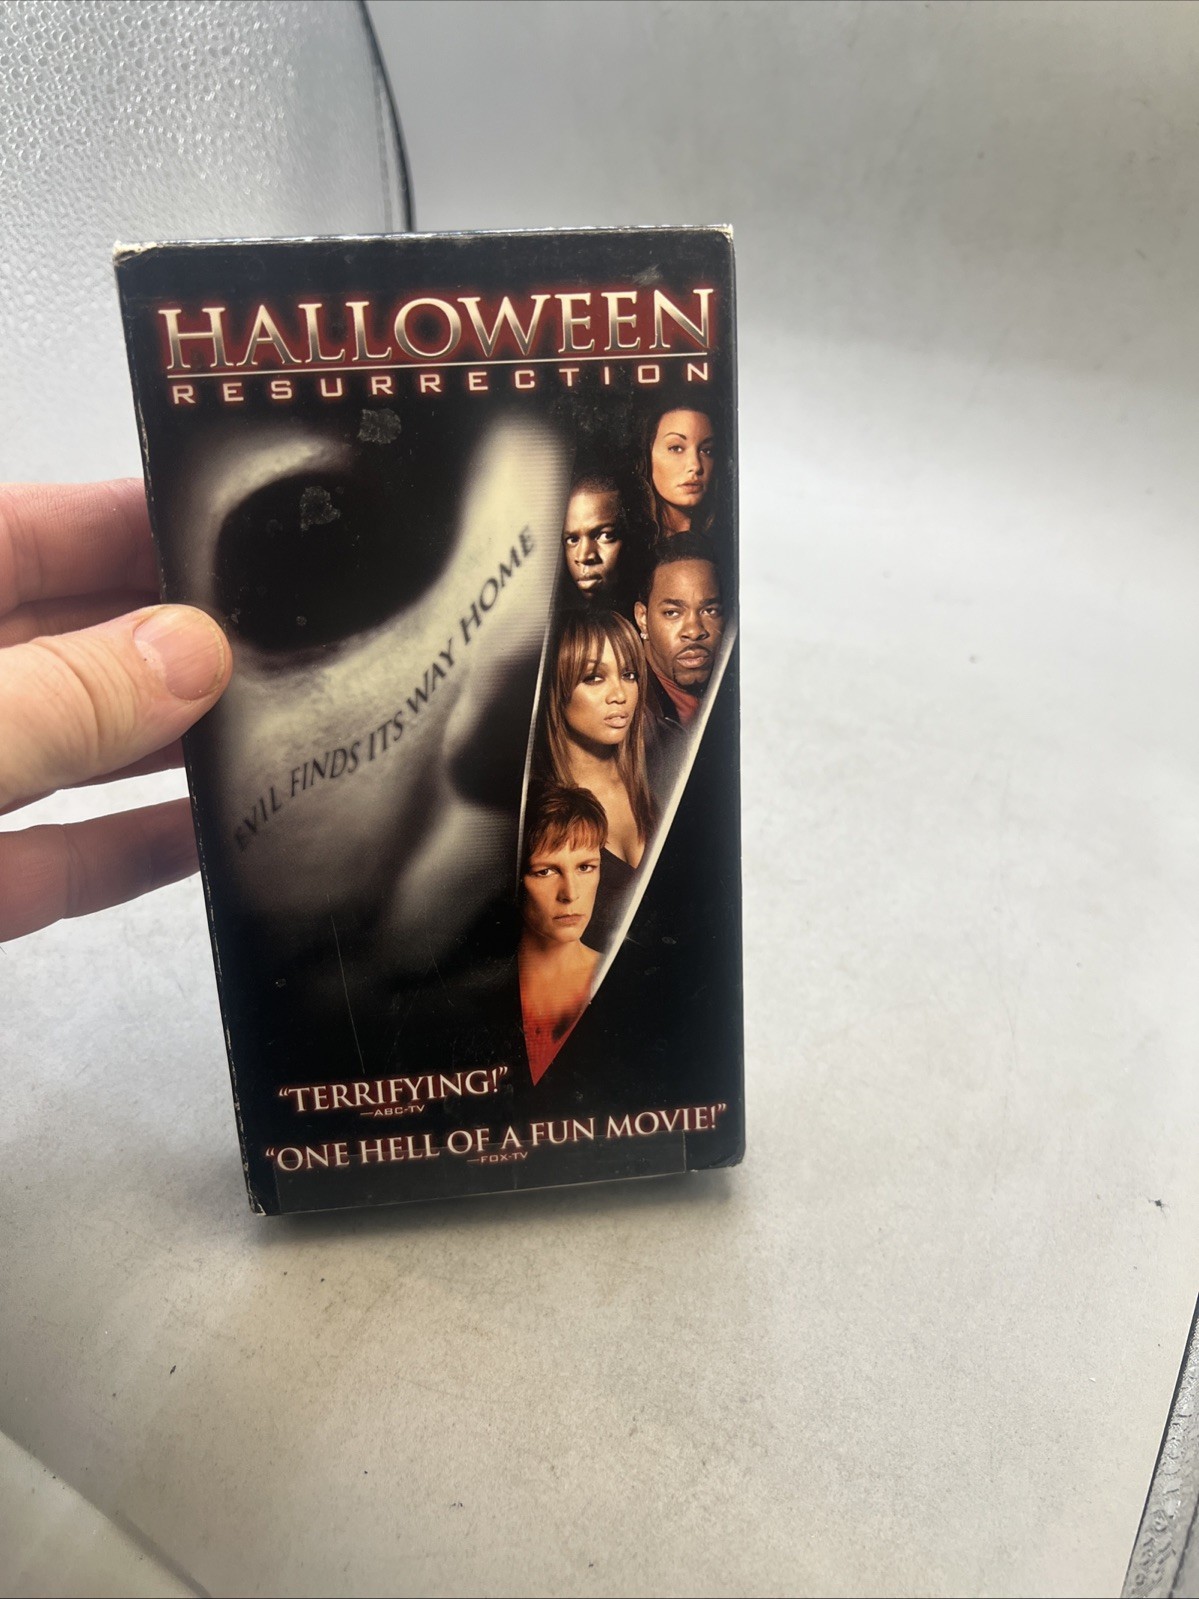 HALLOWEEN
RESURRECTION
EVIL FINDS ITS WAY HOME
“TERRIFYING!”
—ABC-TV
“ONE HELL OF A FUN MOVIE!”
—FOX-TV